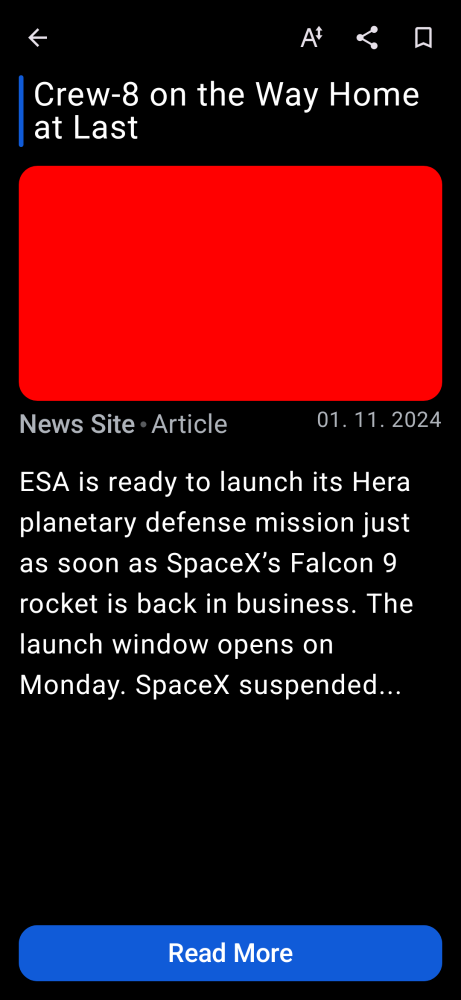 Crew-8 on the Way Home
at Last
News Site • Article
01. 11. 2024
ESA is ready to launch its Hera
planetary defense mission just
as soon as SpaceX’s Falcon 9
rocket is back in business. The
launch window opens on
Monday. SpaceX suspended...
Read More